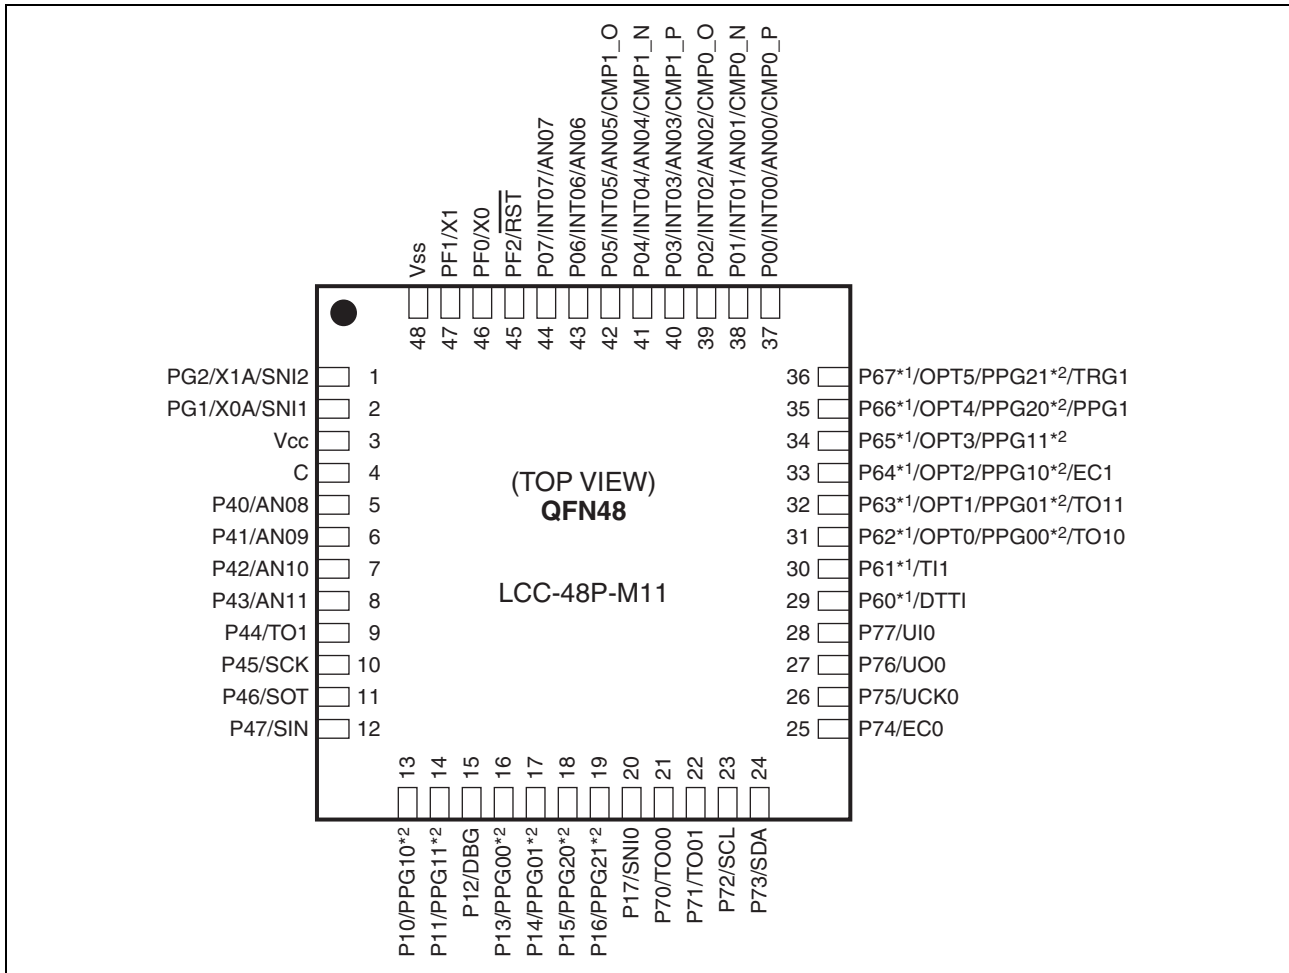 Vss
PF1/X1
PF0/X0
PF2/RST
P07/INT07/AN07
P06/INT06/AN06
P05/INT05/AN05/CMP1_O
P04/INT04/AN04/CMP1_N
P03/INT03/AN03/CMP1_P
P02/INT02/AN02/CMP0_O
P01/INT01/AN01/CMP0_N
P00/INT00/AN00/CMP0_P
48
47
46
45
44
43
42
41
40
39
38
37
PG2/X1A/SNI2 1
PG1/X0A/SNI1 2
Vcc 3
C 4
P40/AN08 5
P41/AN09 6
P42/AN10 7
P43/AN11 8
P44/TO1 9
P45/SCK 10
P46/SOT 11
P47/SIN 12
(TOP VIEW)
QFN48
LCC-48P-M11
36 P67*1/OPT5/PPG21*2/TRG1
35 P66*1/OPT4/PPG20*2/PPG1
34 P65*1/OPT3/PPG11*2
33 P64*1/OPT2/PPG10*2/EC1
32 P63*1/OPT1/PPG01*2/TO11
31 P62*1/OPT0/PPG00*2/TO10
30 P61*1/TI1
29 P60*1/DTTI
28 P77/UI0
27 P76/UO0
26 P75/UCK0
25 P74/EC0
13
14
15
16
17
18
19
20
21
22
23
24
P10/PPG10*2
P11/PPG11*2
P12/DBG
P13/PPG00*2
P14/PPG01*2
P15/PPG20*2
P16/PPG21*2
P17/SNI0
P70/TO00
P71/TO01
P72/SCL
P73/SDA